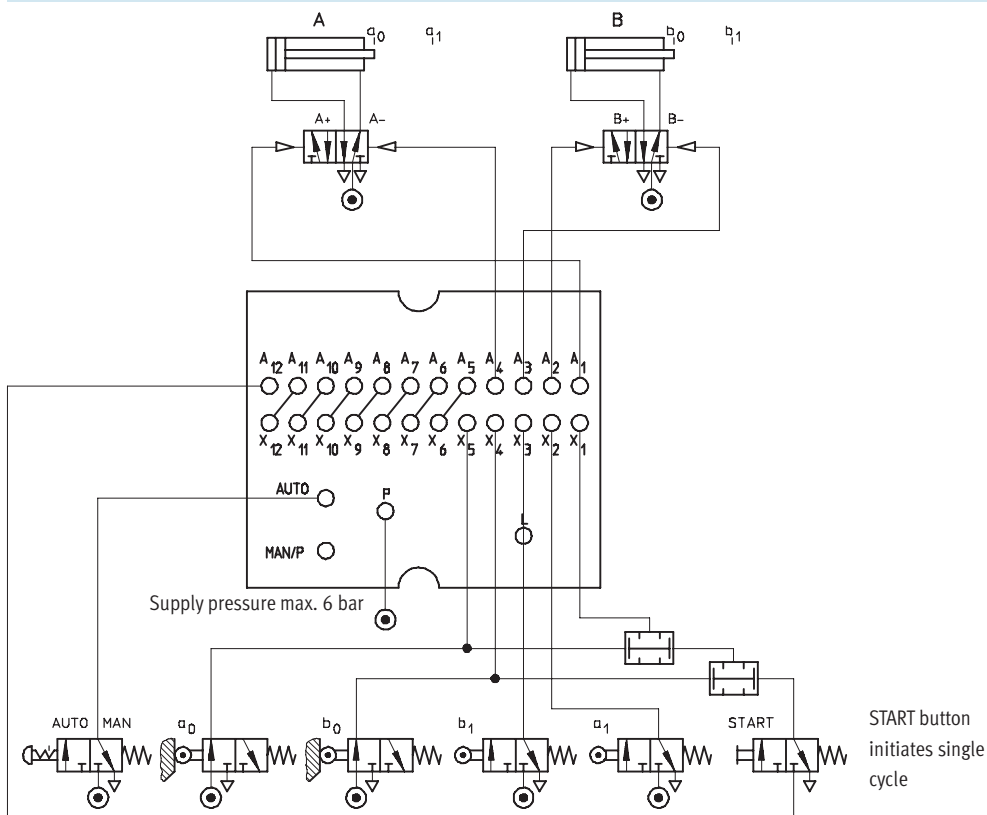 A B
a0 a1 b0 b1
A+ A- B+ B-
A12 A11 A10 A9 A8 A7 A6 A5 A4 A3 A2 A1
X12 X11 X10 X9 X8 X7 X6 X5 X4 X3 X2 X1
AUTO P L
MAN/P
Supply pressure max. 6 bar
AUTO MAN a0 b0 b1 a1 START
START button
initiates single
cycle